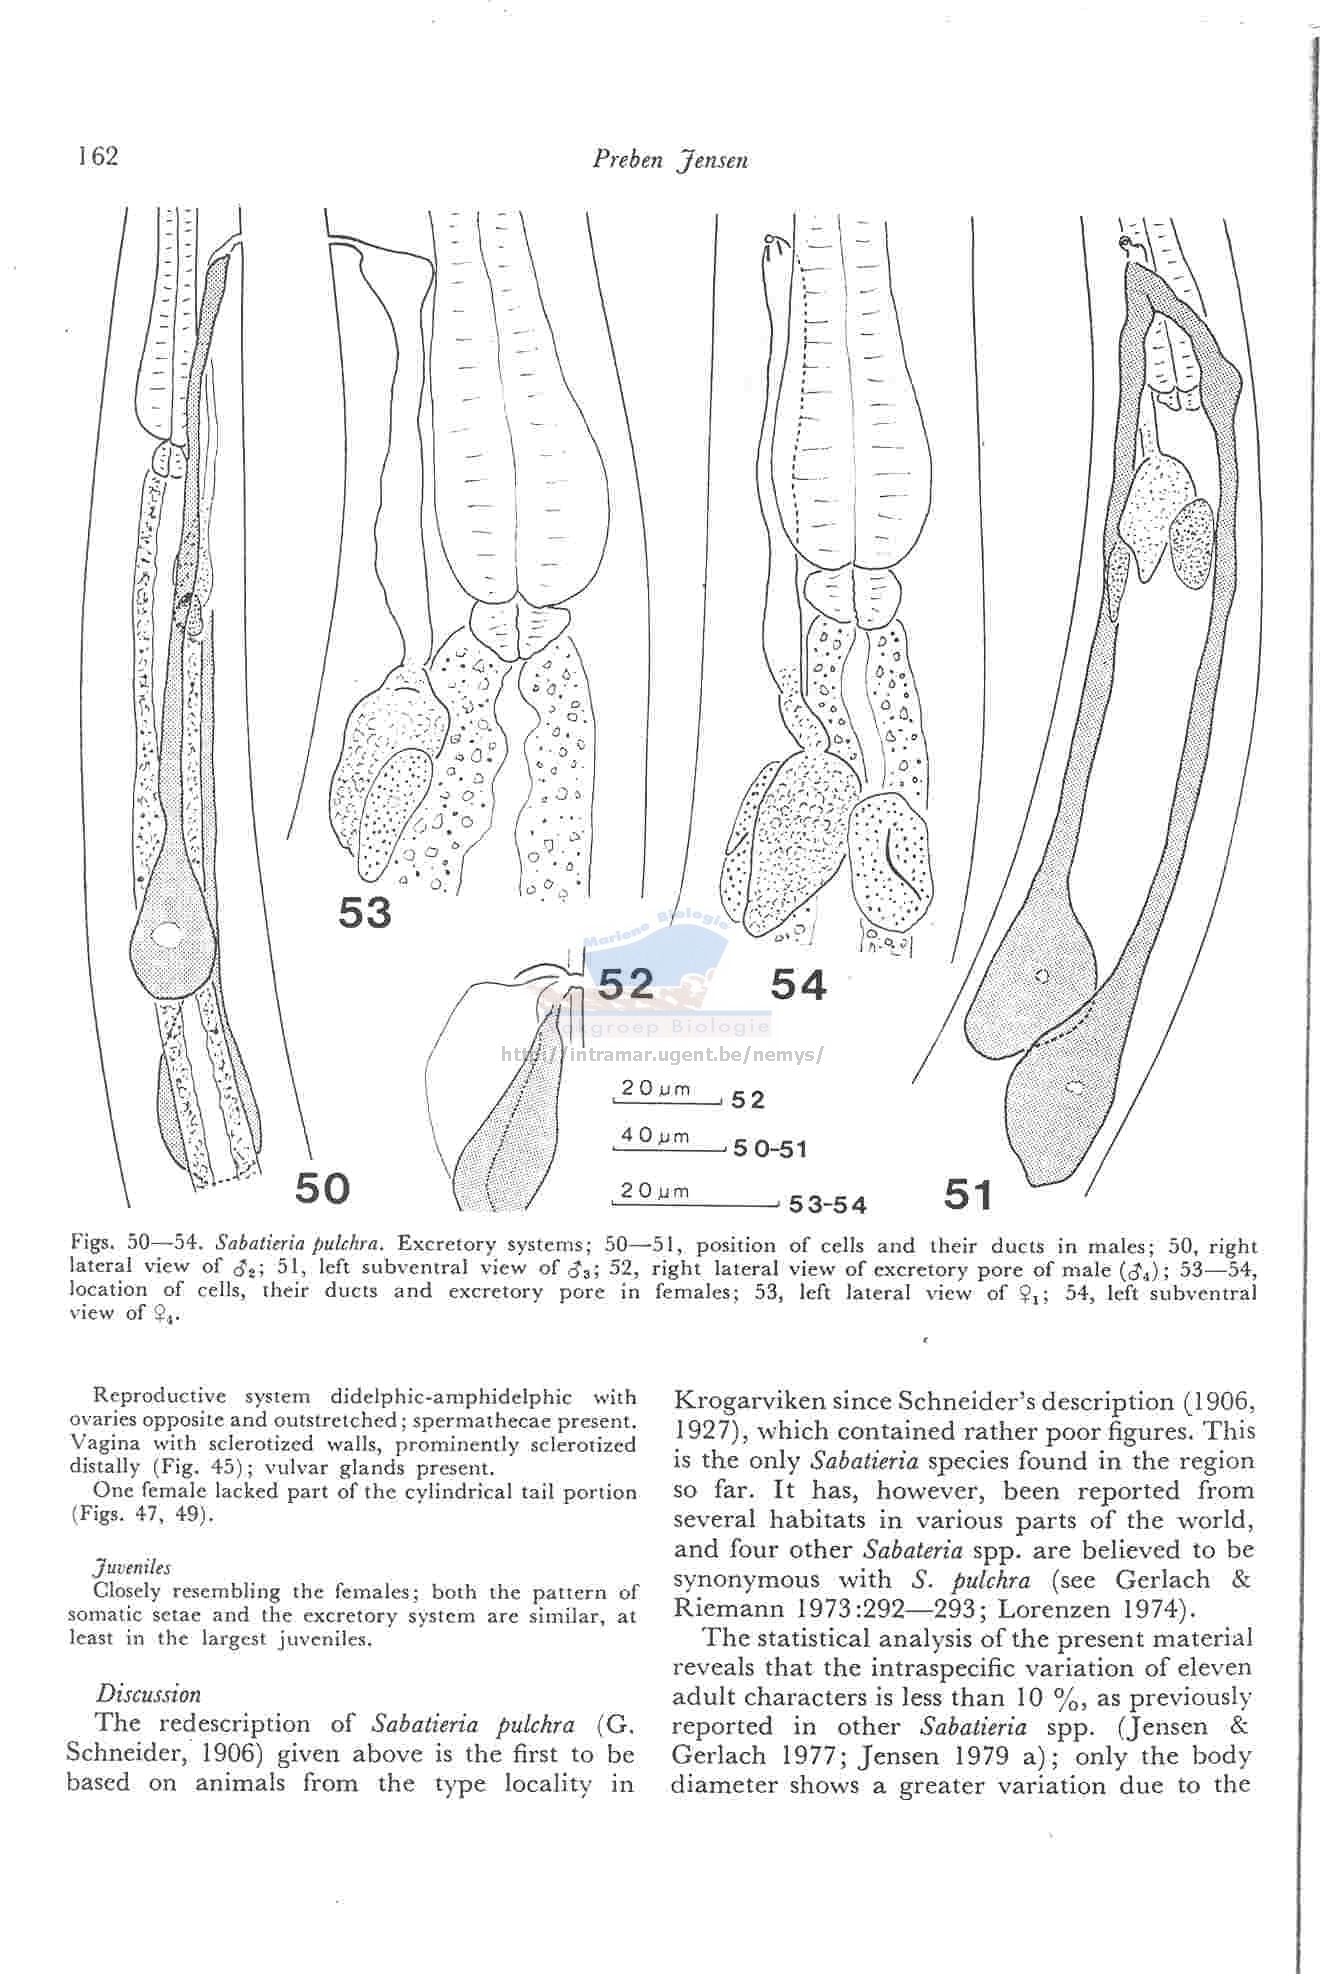 162
Preben Jensen
53
52
54
Mariene Biologie
Vakgroep Biologie
http://intramar.ugent.be/nemys/
20 µm 52
40 µm 50-51
20 µm 53-54
50
51
Figs. 50—54. Sabatieria pulchra. Excretory systems; 50—51, position of cells and their ducts in males; 50, right
lateral view of ♂2; 51, left subventral view of ♂3; 52, right lateral view of excretory pore of male (♂4); 53—54,
location of cells, their ducts and excretory pore in females; 53, left lateral view of ♀1; 54, left subventral
view of ♀4.
Reproductive system didelphic-amphidelphic with
ovaries opposite and outstretched; spermathecae present.
Vagina with sclerotized walls, prominently sclerotized
distally (Fig. 45); vulvar glands present.
One female lacked part of the cylindrical tail portion
(Figs. 47, 49).
Juveniles
Closely resembling the females; both the pattern of
somatic setae and the excretory system are similar, at
least in the largest juveniles.
Discussion
The redescription of Sabatieria pulchra (G.
Schneider, 1906) given above is the first to be
based on animals from the type locality in
Krogarviken since Schneider's description (1906,
1927), which contained rather poor figures. This
is the only Sabatieria species found in the region
so far. It has, however, been reported from
several habitats in various parts of the world,
and four other Sabateria spp. are believed to be
synonymous with S. pulchra (see Gerlach &
Riemann 1973:292—293; Lorenzen 1974).
The statistical analysis of the present material
reveals that the intraspecific variation of eleven
adult characters is less than 10 %, as previously
reported in other Sabatieria spp. (Jensen &
Gerlach 1977; Jensen 1979 a); only the body
diameter shows a greater variation due to the